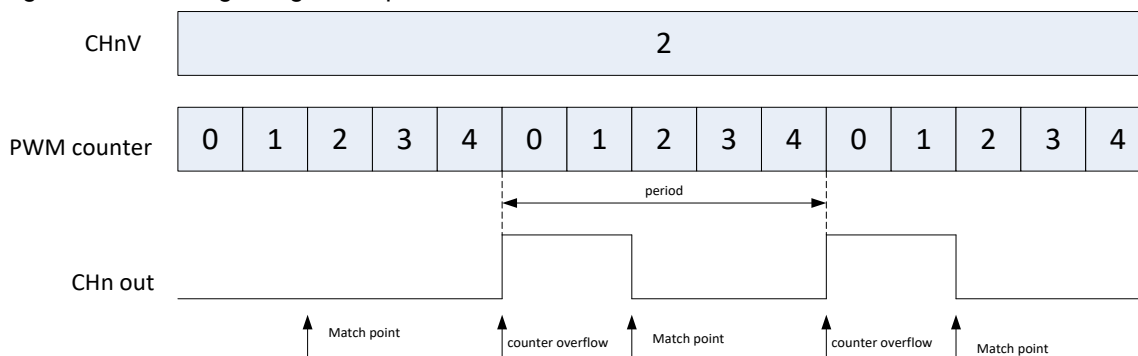 CHnV
2
PWM counter
0 1 2 3 4 0 1 2 3 4 0 1 2 3 4
period
CHn out
Match point
counter overflow
Match point
counter overflow
Match point